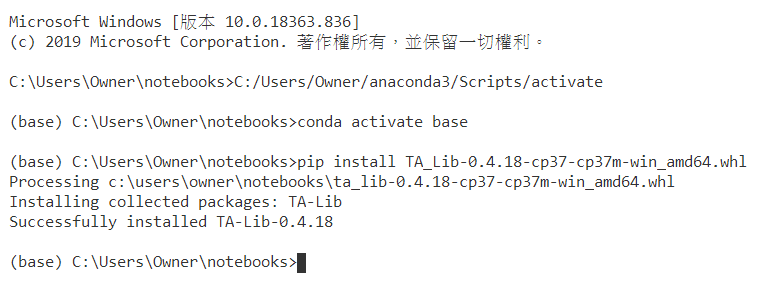 Microsoft Windows [版本 10.0.18363.836]
(c) 2019 Microsoft Corporation. 著作權所有，並保留一切權利。
C:\Users\Owner\notebooks>C:/Users/Owner/anaconda3/Scripts/activate
(base) C:\Users\Owner\notebooks>conda activate base
(base) C:\Users\Owner\notebooks>pip install TA_Lib-0.4.18-cp37-cp37m-win_amd64.whl
Processing c:\users\owner\notebooks\ta_lib-0.4.18-cp37-cp37m-win_amd64.whl
Installing collected packages: TA-Lib
Successfully installed TA-Lib-0.4.18
(base) C:\Users\Owner\notebooks>